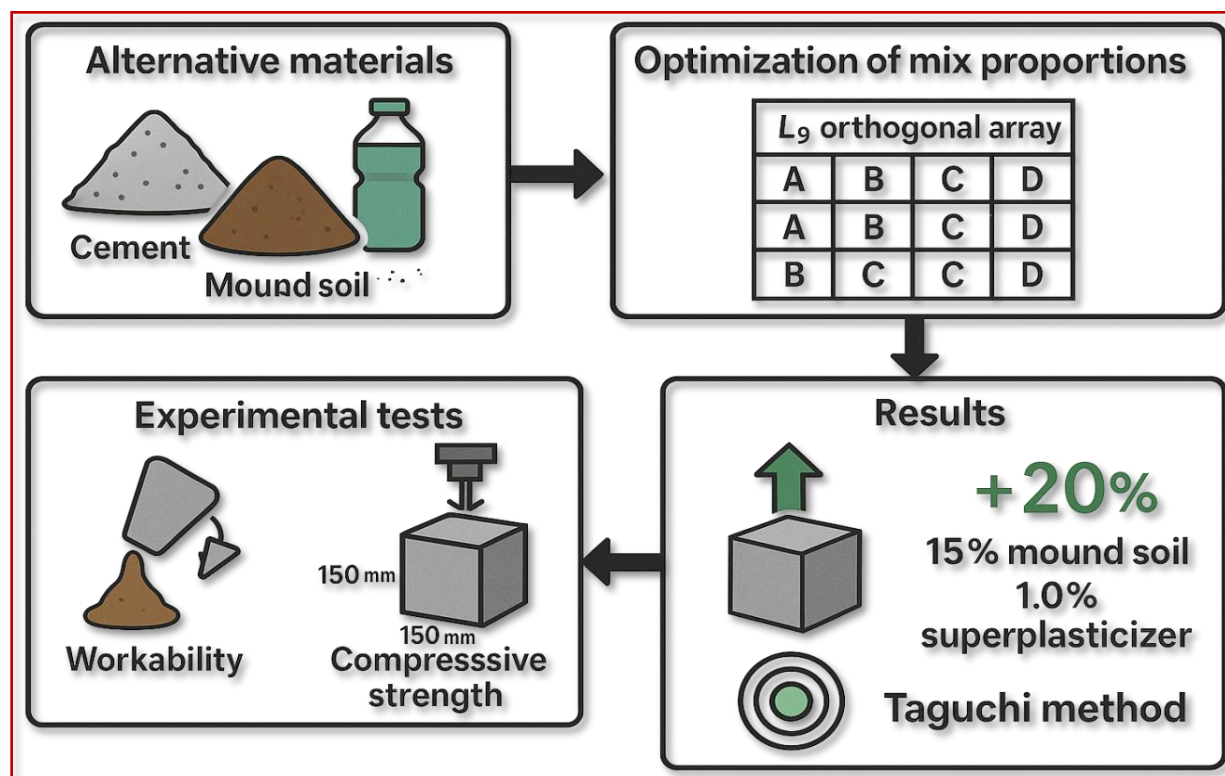 Alternative materials
Cement
Mound soil
Optimization of mix proportions
L₉ orthogonal array
A B C D
A B C D
B C C D
Experimental tests
Workability
150 mm
150 mm
Compresssive
strength
Results
+20%
15% mound soil
1.0%
superplasticizer
Taguchi method